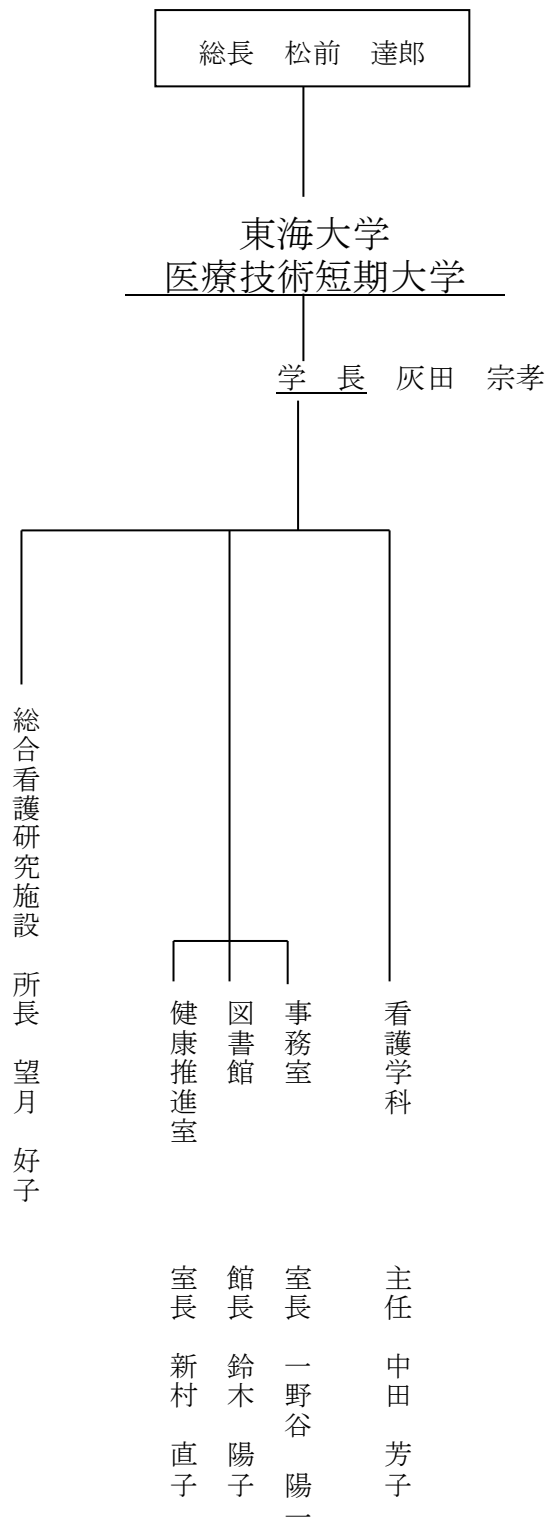 総長　松前　達郎
東海大学
医療技術短期大学
学　長　灰田　宗孝
看護学科　主任　中田　芳子
事務室　室長　一野谷　陽一
図書館　館長　鈴木　陽子
健康推進室　室長　新村　直子
総合看護研究施設　所長　望月　好子